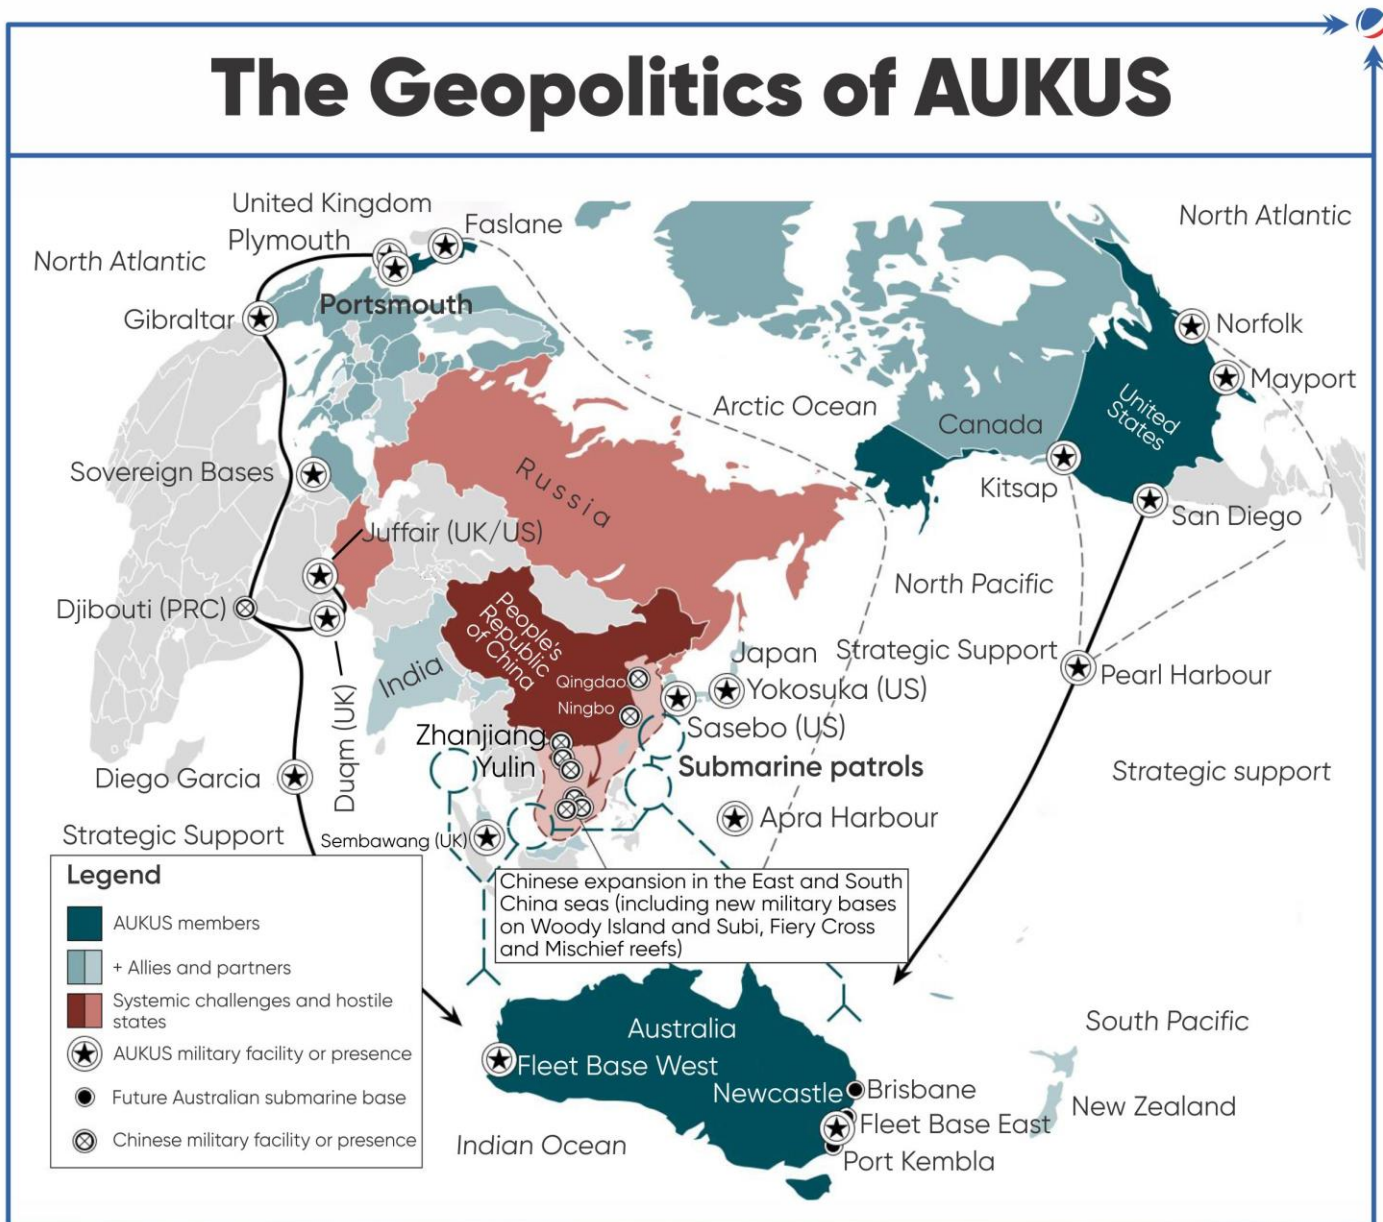 The Geopolitics of AUKUS
United Kingdom
Plymouth
Faslane
North Atlantic
North Atlantic
Portsmouth
Gibraltar
Norfolk
Mayport
Arctic Ocean
Canada
United
States
Sovereign Bases
Russia
Kitsap
San Diego
Juffair (UK/US)
North Pacific
Djibouti (PRC)
People's
Republic
of China
India
Japan
Strategic Support
Qingdao
Yokosuka (US)
Pearl Harbour
Ningbo
Sasebo (US)
Zhanjiang
Yulin
Duqm (UK)
Submarine patrols
Strategic support
Diego Garcia
Apra Harbour
Strategic Support
Sembawang (UK)
Chinese expansion in the East and South
China seas (including new military bases
on Woody Island and Subi, Fiery Cross
and Mischief reefs)
Legend
AUKUS members
+ Allies and partners
Systemic challenges and hostile
states
AUKUS military facility or presence
Future Australian submarine base
Chinese military facility or presence
Australia
Fleet Base West
Newcastle
Brisbane
Fleet Base East
Port Kembla
South Pacific
New Zealand
Indian Ocean